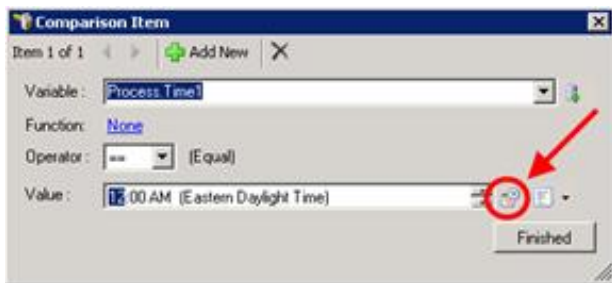 Comparison Item
Item 1 of 1 Add New
Variable : Process.Time1
Function: None
Operator : == (Equal)
Value : 12:00 AM (Eastern Daylight Time)
Finished